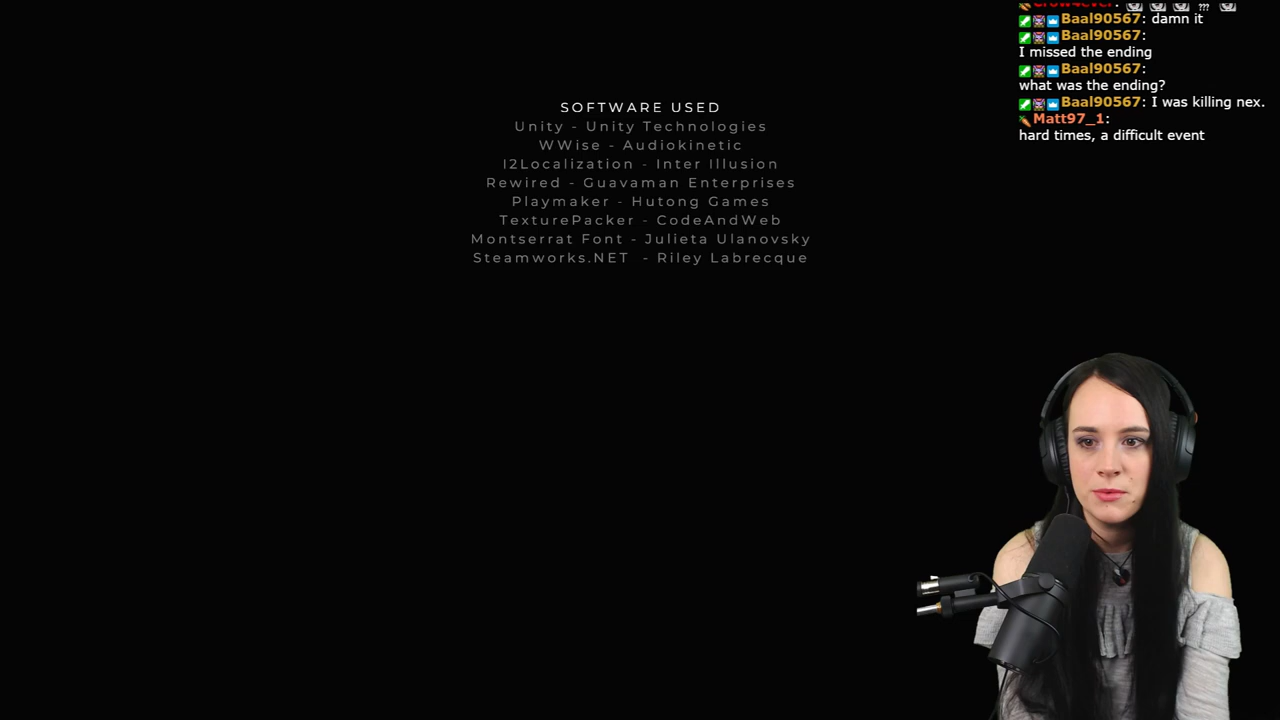 SOFTWARE USED
Unity - Unity Technologies
WWise - Audiokinetic
I2Localization - Inter Illusion
Rewired - Guavaman Enterprises
Playmaker - Hutong Games
TexturePacker - CodeAndWeb
Montserrat Font - Julieta Ulanovsky
Steamworks.NET - Riley Labrecque
Crow4ever: ???
Baal90567: damn it
Baal90567:
I missed the ending
Baal90567:
what was the ending?
Baal90567: I was killing nex.
Matt97_1:
hard times, a difficult event